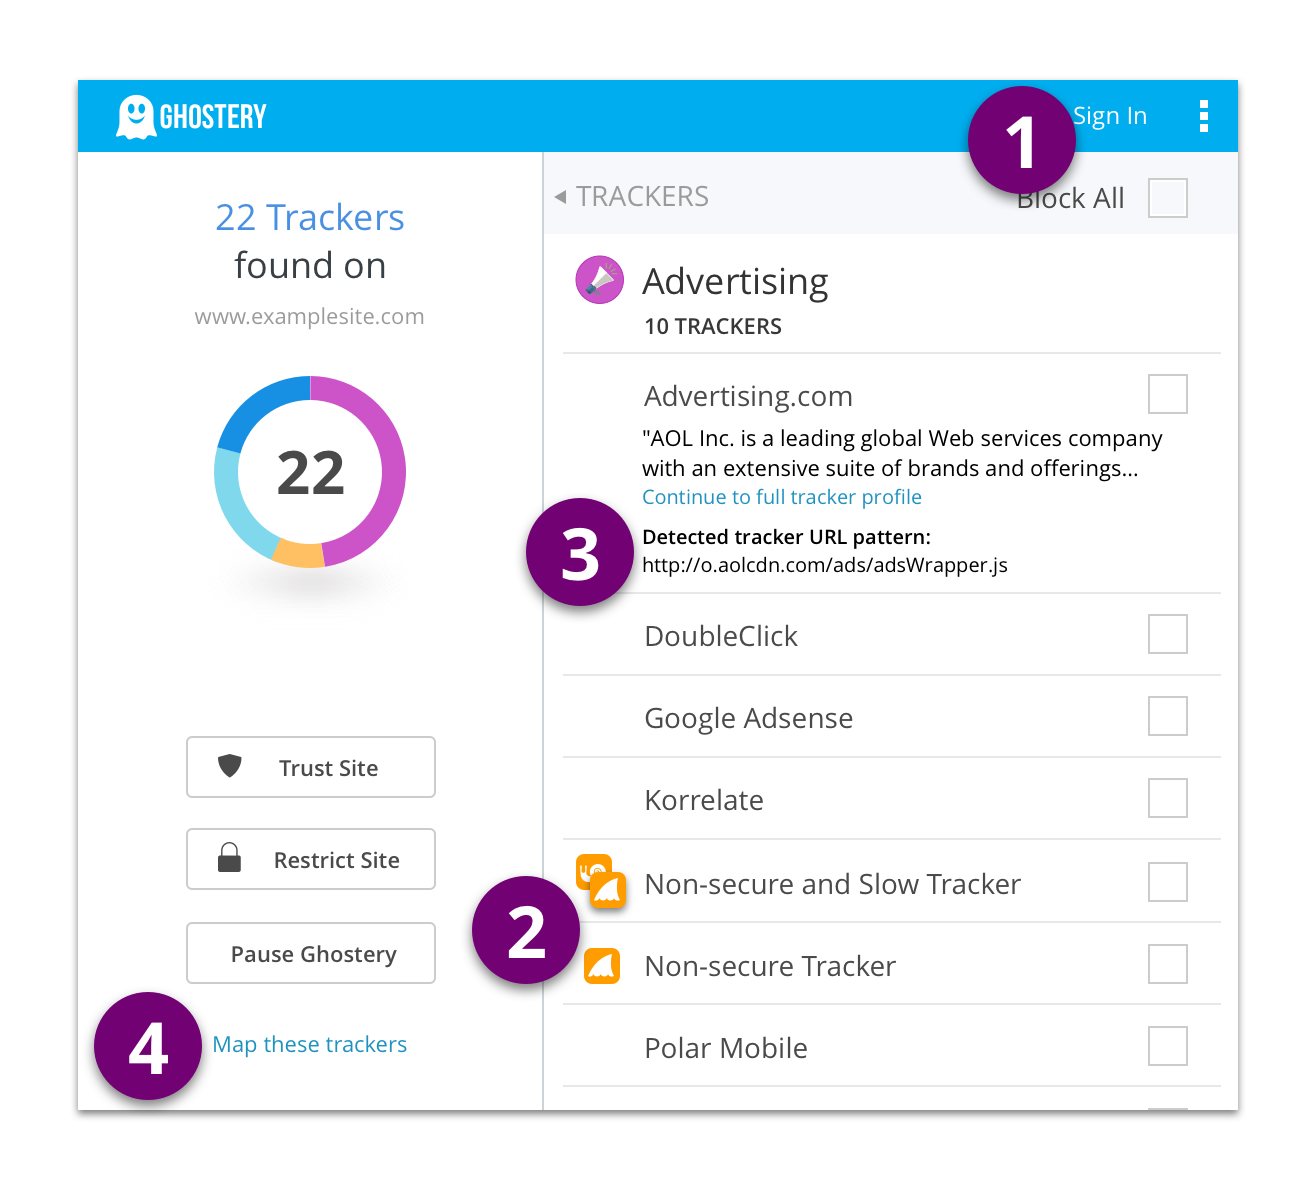 GHOSTERY
1
Sign In
22 Trackers
found on
www.examplesite.com
22
Trust Site
Restrict Site
Pause Ghostery
4
Map these trackers
TRACKERS
Block All
Advertising
10 TRACKERS
Advertising.com
"AOL Inc. is a leading global Web services company
with an extensive suite of brands and offerings...
Continue to full tracker profile
3
Detected tracker URL pattern:
http://o.aolcdn.com/ads/adsWrapper.js
DoubleClick
Google Adsense
Korrelate
Non-secure and Slow Tracker
2
Non-secure Tracker
Polar Mobile